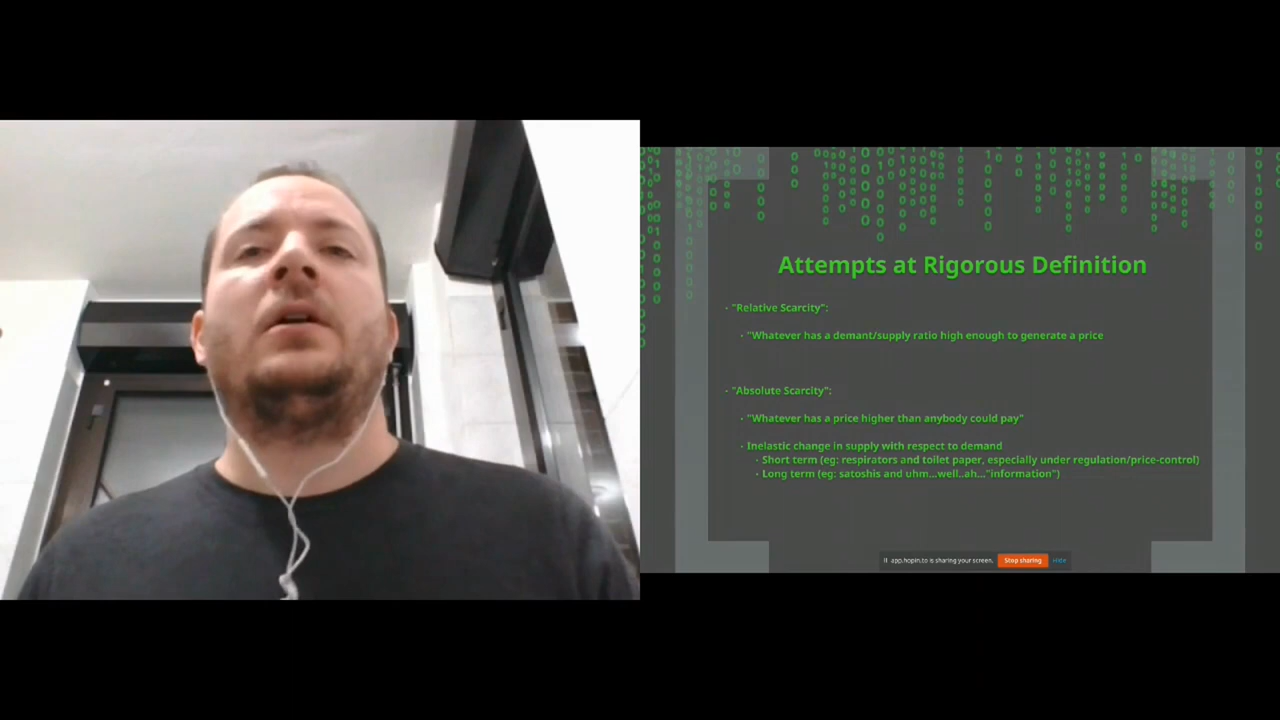 Attempts at Rigorous Definition
· "Relative Scarcity":
· "Whatever has a demant/supply ratio high enough to generate a price
· "Absolute Scarcity":
· "Whatever has a price higher than anybody could pay"
· Inelastic change in supply with respect to demand
· Short term (eg: respirators and toilet paper, especially under regulation/price-control)
· Long term (eg: satoshis and uhm...well..ah..."information")
app.hopin.to is sharing your screen. Stop sharing Hide